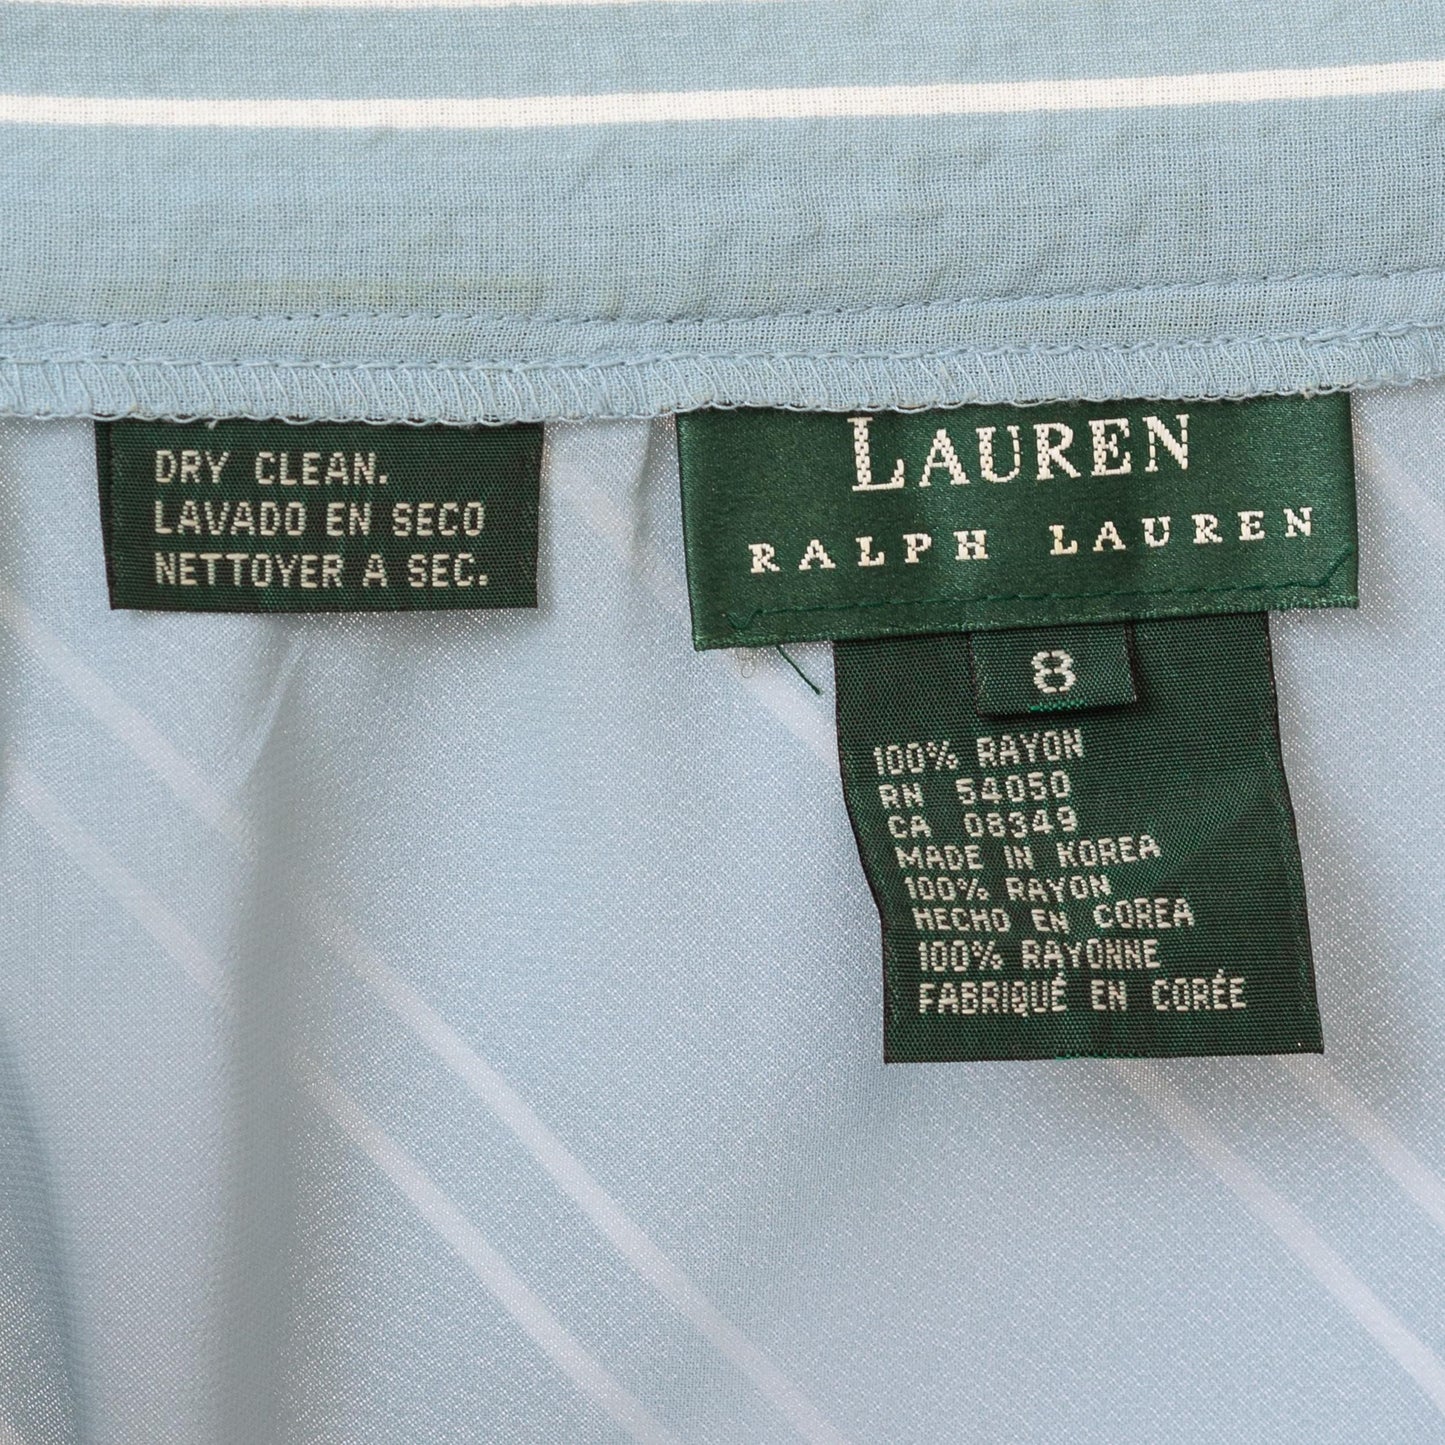 DRY CLEAN.
LAVADO EN SECO
NETTOYER A SEC.
LAUREN
RALPH LAUREN
8
100% RAYON
RN 54050
CA 08349
MADE IN KOREA
100% RAYON
HECHO EN COREA
100% RAYONNE
FABRIQUÉ EN CORÉE